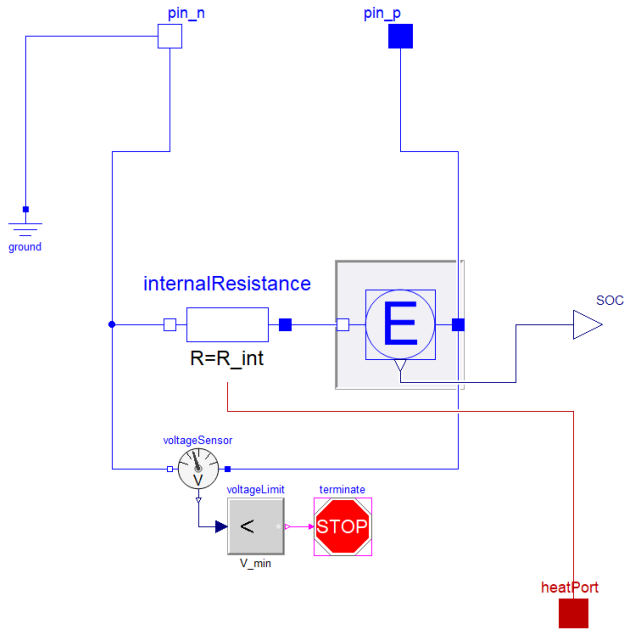 pin_n
pin_p
ground
internalResistance
E
SOC
R=R_int
voltageSensor
V
voltageLimit
terminate
<
STOP
V_min
heatPort